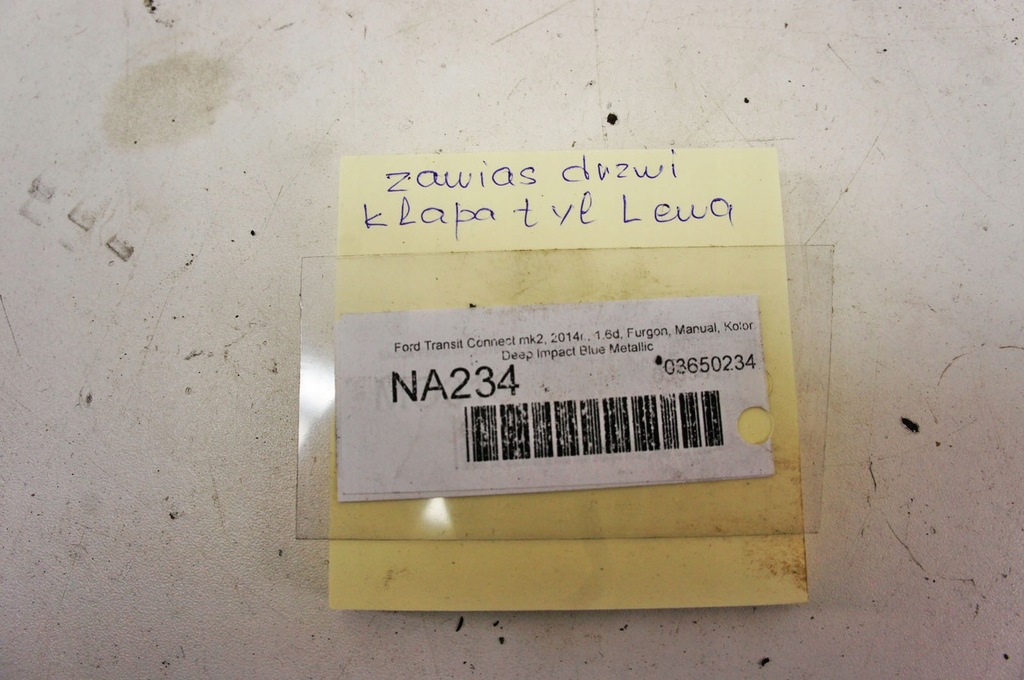 zawias drzwi
klapa tył Lewa
Ford Transit Connect mk2, 2014r., 1.6d, Furgon, Manual, Kolor
Deep Impact Blue Metallic
NA234
*03650234